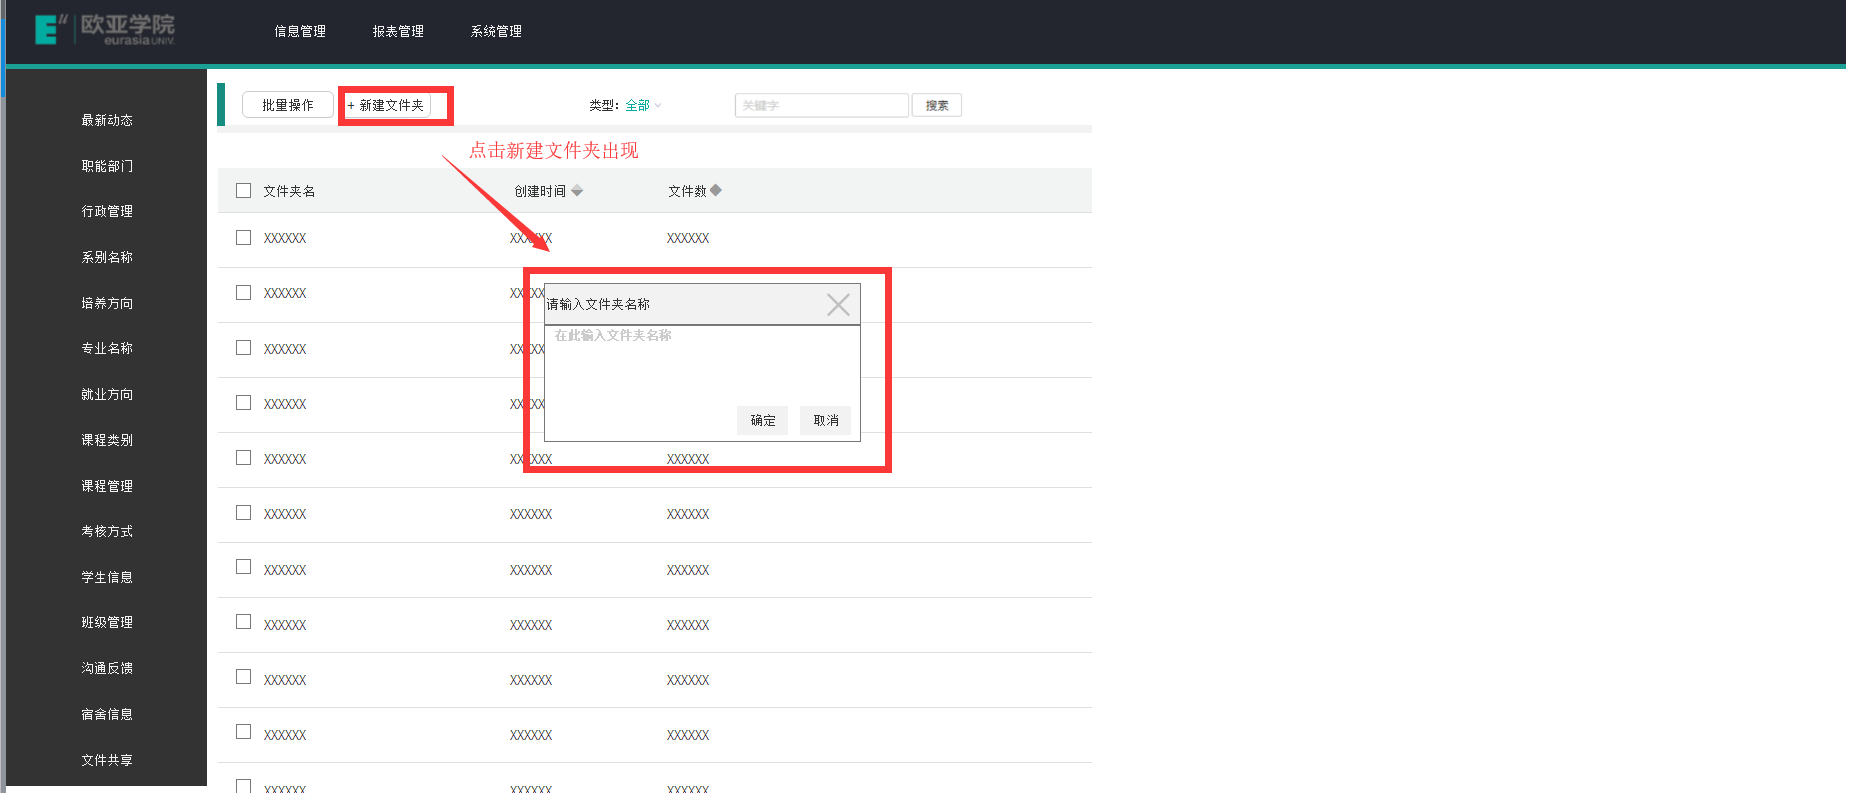 欧亚学院
eurasia UNIV.
信息管理 报表管理 系统管理
最新动态
职能部门
行政管理
系别名称
培养方向
专业名称
就业方向
课程类别
课程管理
考核方式
学生信息
班级管理
沟通反馈
宿舍信息
文件共享
批量操作 + 新建文件夹 类型：全部 关键字 搜索
点击新建文件夹出现
文件夹名 创建时间 文件数
XXXXXX XXXXXX XXXXXX
XXXXXX XXXX
请输入文件夹名称
在此输入文件夹名称
XXXXXX XXXX
XXXXXX XXXX
确定 取消
XXXXXX XXXXXX XXXXXX
XXXXXX XXXXXX XXXXXX
XXXXXX XXXXXX XXXXXX
XXXXXX XXXXXX XXXXXX
XXXXXX XXXXXX XXXXXX
XXXXXX XXXXXX XXXXXX
XXXXXX XXXXXX XXXXXX